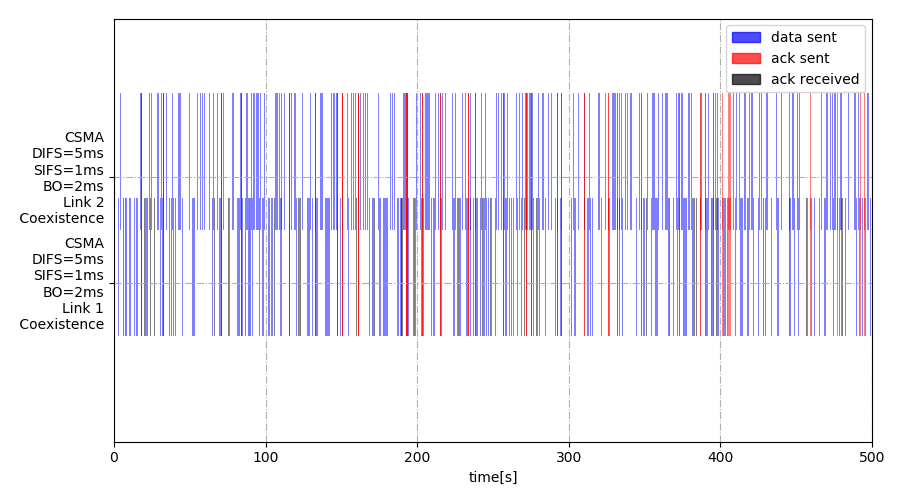 data sent
ack sent
ack received
CSMA
DIFS=5ms
SIFS=1ms
BO=2ms
Link 2
Coexistence
CSMA
DIFS=5ms
SIFS=1ms
BO=2ms
Link 1
Coexistence
0 100 200 300 400 500
time[s]